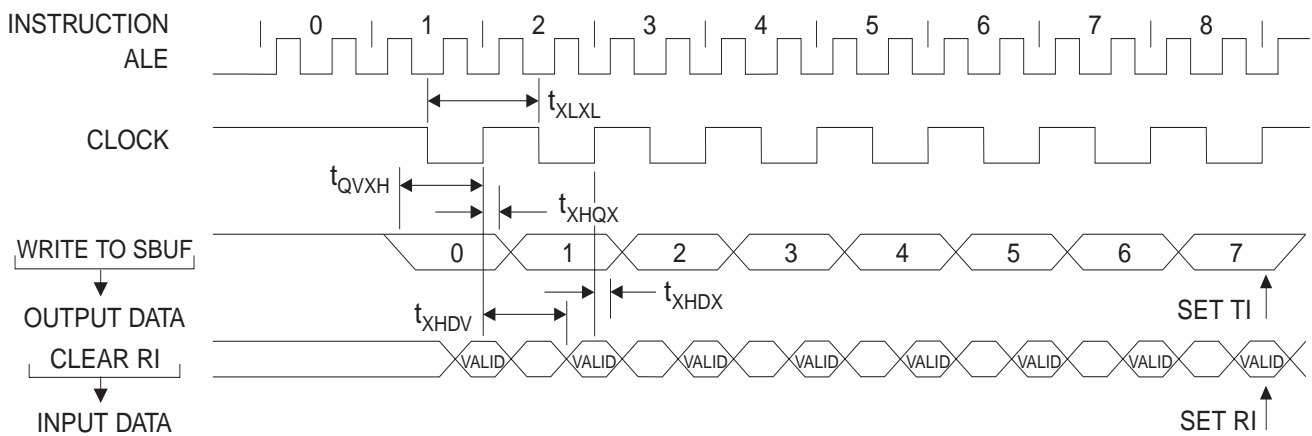 INSTRUCTION 0 1 2 3 4 5 6 7 8
ALE
tXLXL
CLOCK
tQVXH
tXHQX
WRITE TO SBUF 0 1 2 3 4 5 6 7
tXHDX
SET TI
OUTPUT DATA
tXHDV
CLEAR RI VALID VALID VALID VALID VALID VALID VALID VALID
INPUT DATA
SET RI